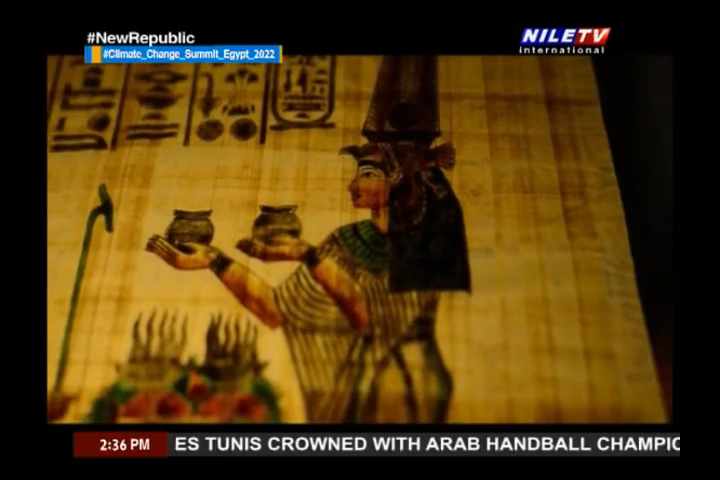 #NewRepublic
NILETV
international
#Climate_Change_Summit_Egypt_2022
2:36 PM
ES TUNIS CROWNED WITH ARAB HANDBALL CHAMPIC